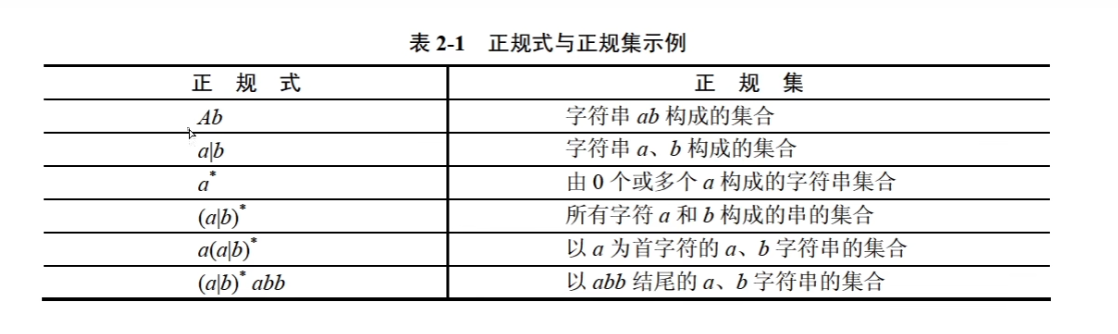 表 2-1 正规式与正规集示例
正 规 式 正 规 集
Ab 字符串 ab 构成的集合
a|b 字符串 a、b 构成的集合
a* 由 0 个或多个 a 构成的字符串集合
(a|b)* 所有字符 a 和 b 构成的串的集合
a(a|b)* 以 a 为首字符的 a、b 字符串的集合
(a|b)* abb 以 abb 结尾的 a、b 字符串的集合